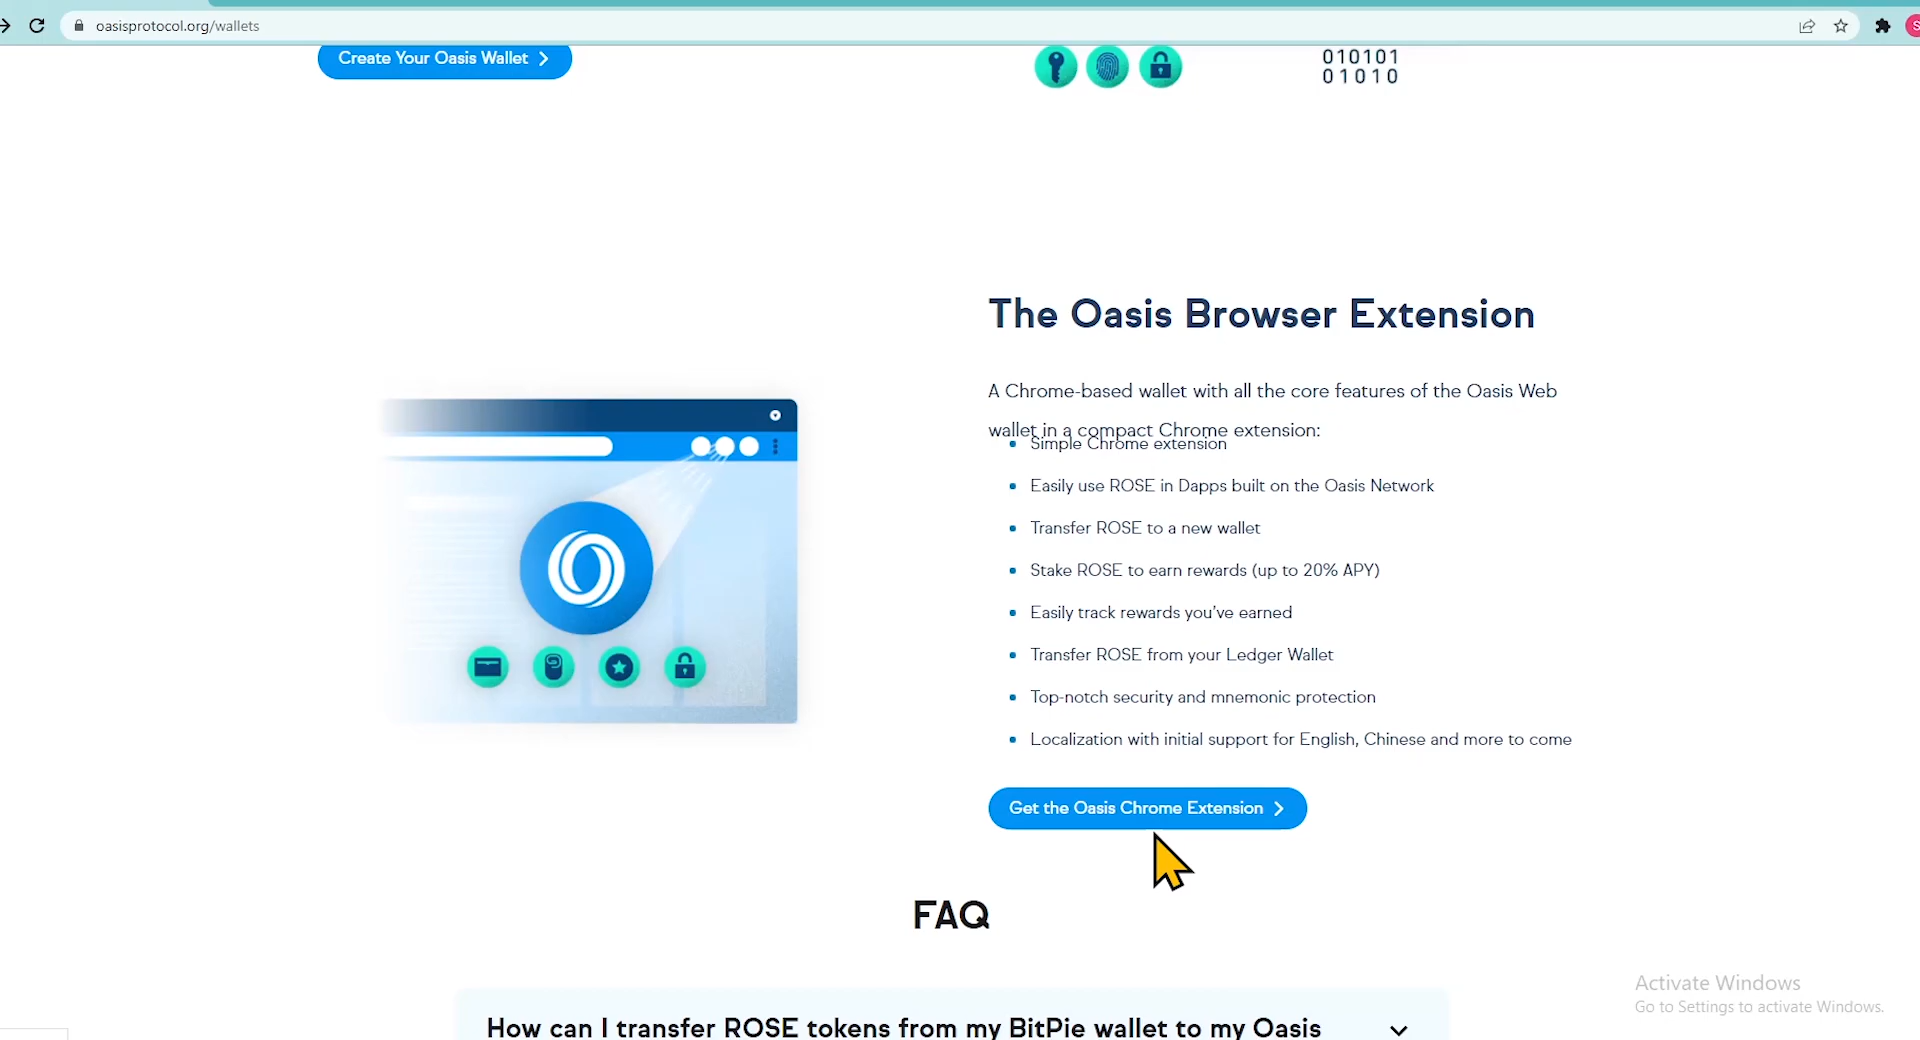 oasisprotocol.org/wallets
S
Create Your Oasis Wallet
010101
01010
The Oasis Browser Extension
A Chrome-based wallet with all the core features of the Oasis Web
wallet in a compact Chrome extension:
Simple Chrome extension
Easily use ROSE in Dapps built on the Oasis Network
Transfer ROSE to a new wallet
Stake ROSE to earn rewards (up to 20% APY)
Easily track rewards you've earned
Transfer ROSE from your Ledger Wallet
Top-notch security and mnemonic protection
Localization with initial support for English, Chinese and more to come
Get the Oasis Chrome Extension
FAQ
Activate Windows
Go to Settings to activate Windows.
How can I transfer ROSE tokens from my BitPie wallet to my Oasis